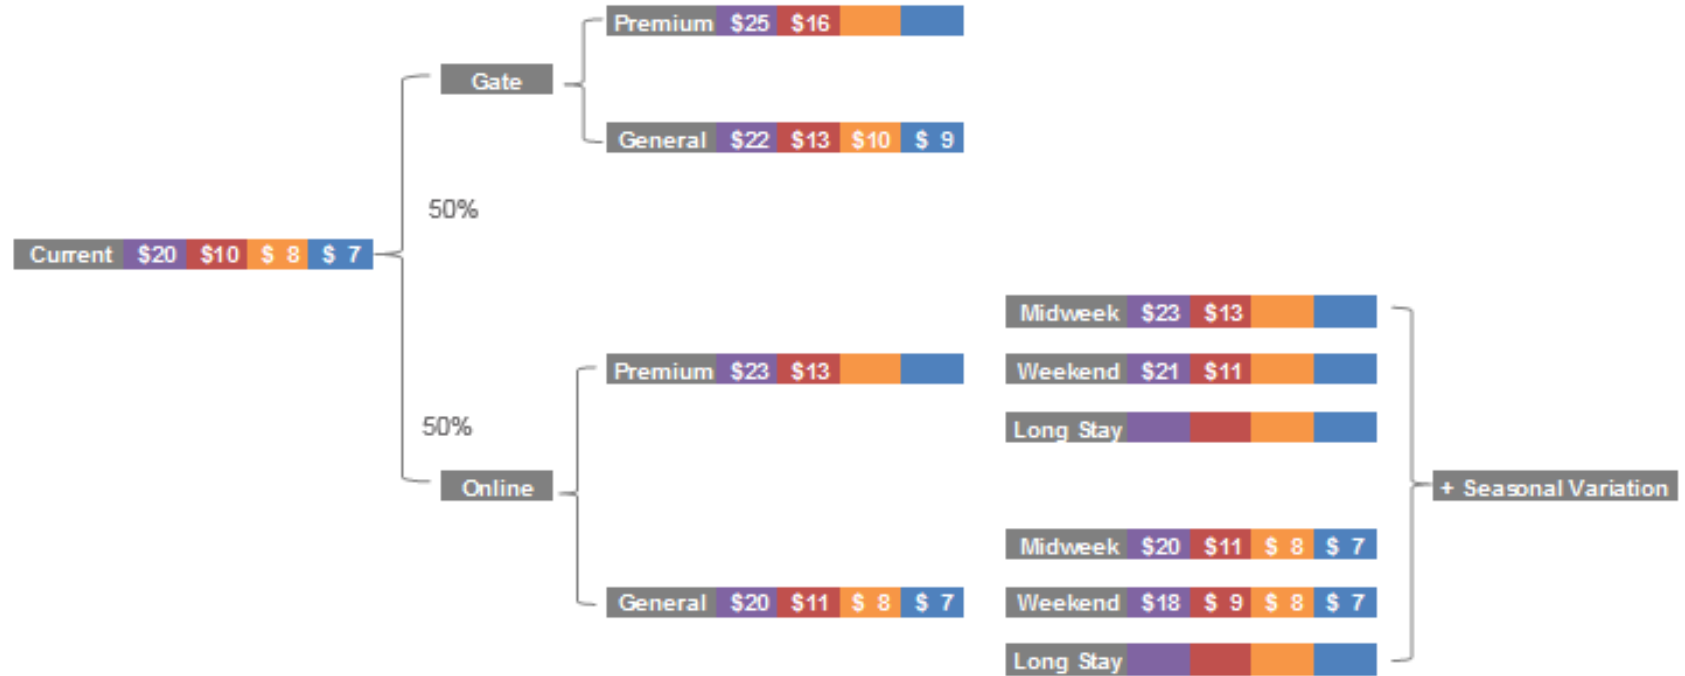 Premium $25 $16
Gate
General $22 $13 $10 $ 9
50%
Current $20 $10 $ 8 $ 7
Midweek $23 $13
Premium $23 $13
Weekend $21 $11
50%
Long Stay
Online
+ Seasonal Variation
Midweek $20 $11 $ 8 $ 7
General $20 $11 $ 8 $ 7
Weekend $18 $ 9 $ 8 $ 7
Long Stay